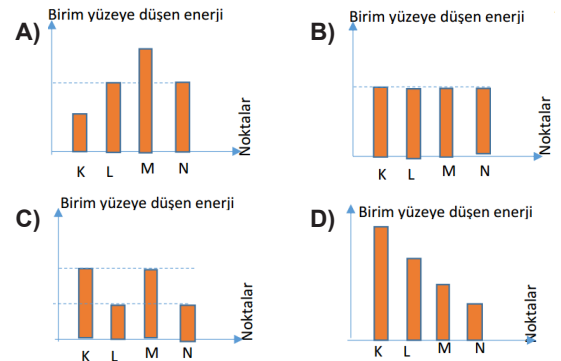 A) Birim yüzeye düşen enerji
Noktalar
K L M N
B) Birim yüzeye düşen enerji
Noktalar
K L M N
C) Birim yüzeye düşen enerji
Noktalar
K L M N
D) Birim yüzeye düşen enerji
Noktalar
K L M N